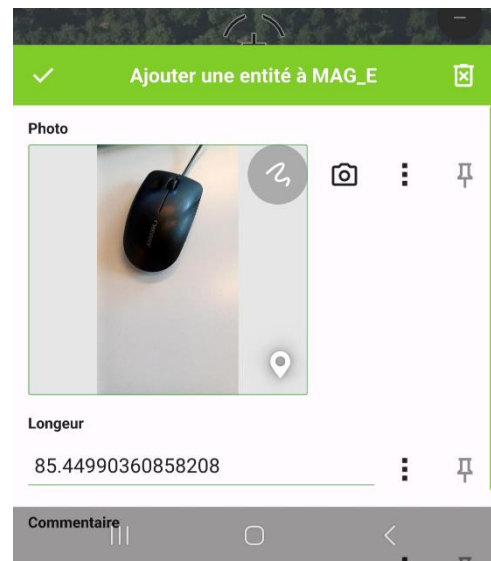 Ajouter une entité à MAG_E
Photo
Longeur
85.44990360858208
Commentaire